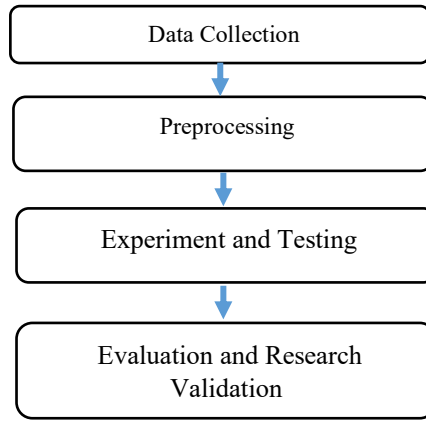 Data Collection
Preprocessing
Experiment and Testing
Evaluation and Research
Validation